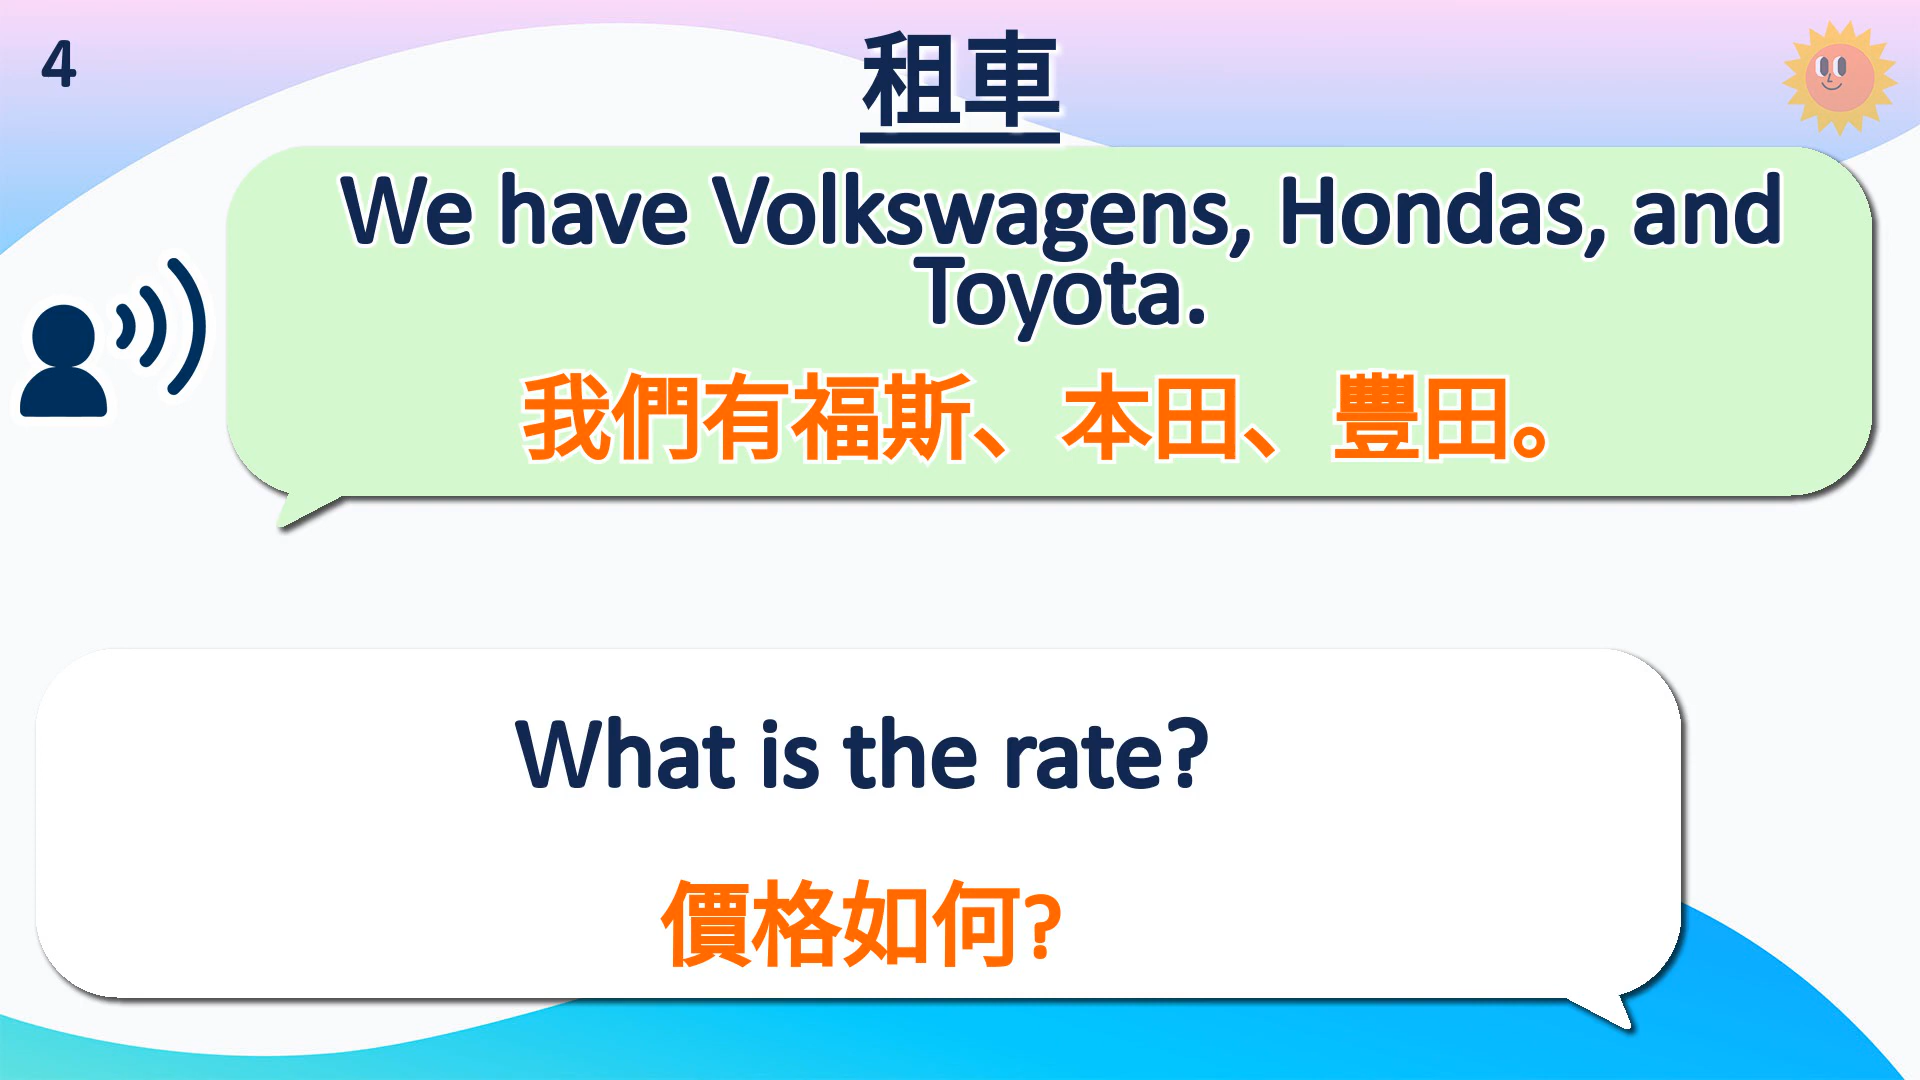 4
租車
We have Volkswagens, Hondas, and
Toyota.
我們有福斯、本田、豐田。
What is the rate?
價格如何?